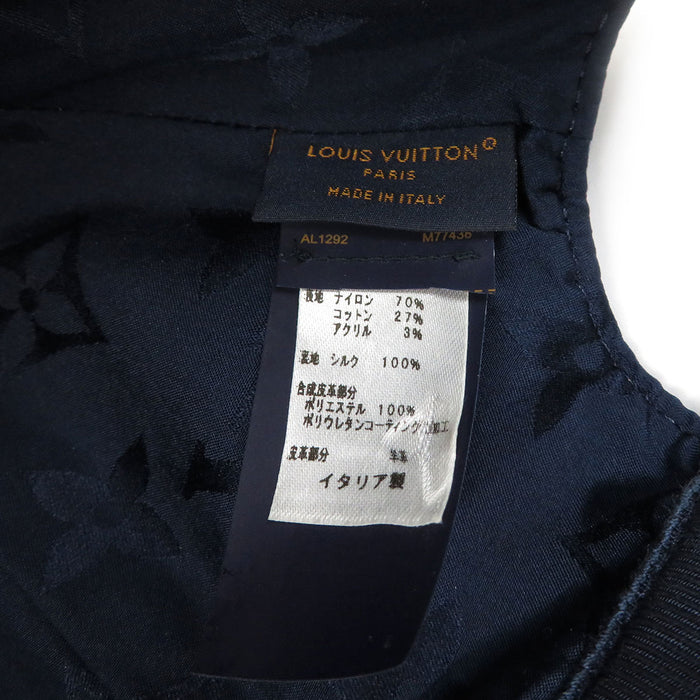 LOUIS VUITTON®
PARIS
MADE IN ITALY
AL1292 M77436
表地 ナイロン 70%
コットン 27%
アクリル 3%
裏地 シルク 100%
合成皮革部分
ポリエステル 100%
ポリウレタンコーティング 加工
皮革部分 羊革
イタリア製